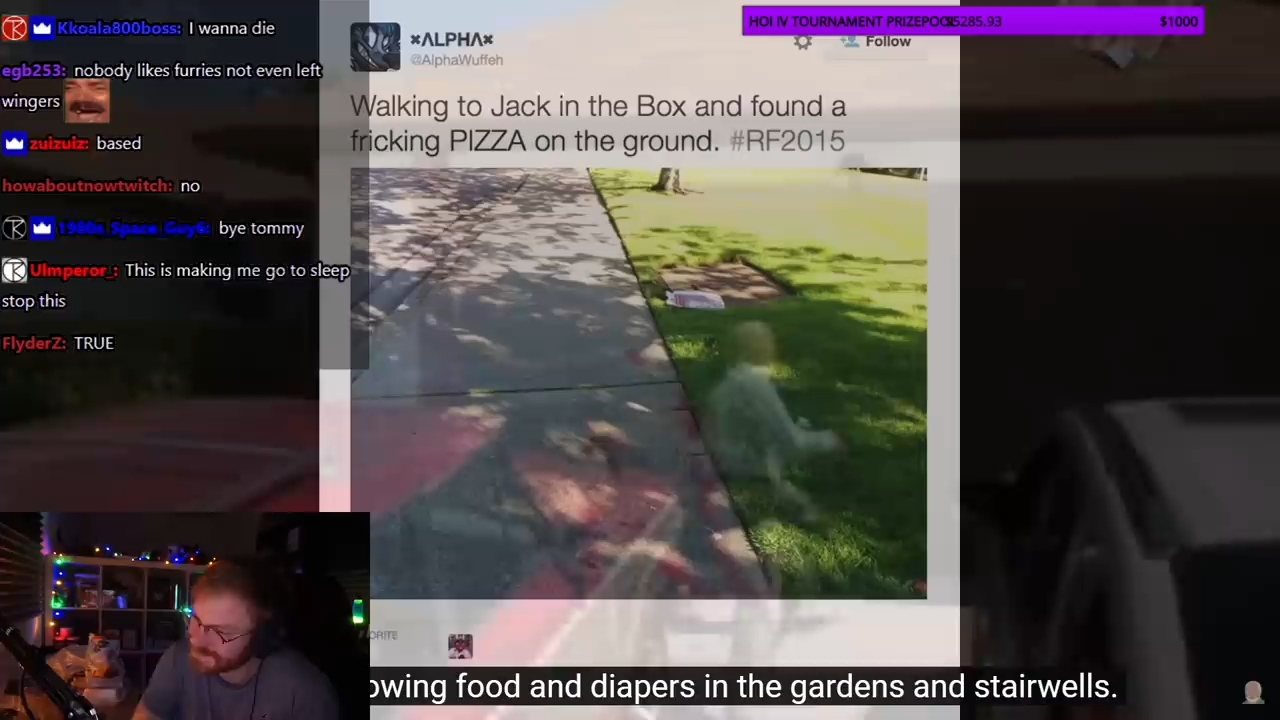 Kkoala800boss: I wanna die
egb253: nobody likes furries not even left
wingers
zuizuiz: based
howaboutnowtwitch: no
1980s_Space_Guy6: bye tommy
Ulmperor_: This is making me go to sleep
stop this
FlyderZ: TRUE
HOI IV TOURNAMENT PRIZEPOOL $1000
×ΛLPHΛ×
@AlphaWuffeh
Follow
Walking to Jack in the Box and found a
fricking PIZZA on the ground. #RF2015
owing food and diapers in the gardens and stairwells.